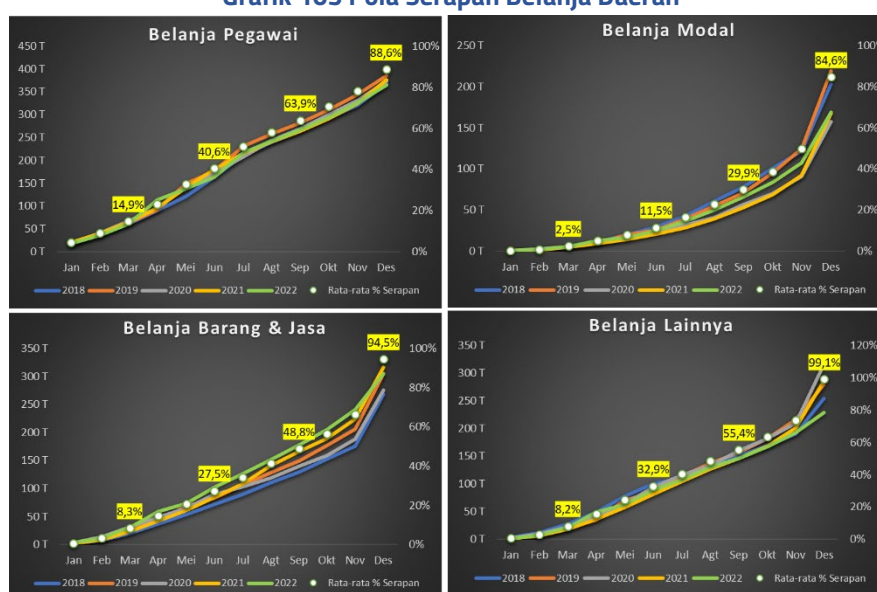 Grafik 103 Pola Serapan Belanja Daerah
Belanja Pegawai
450 T
400 T
350 T
300 T
250 T
200 T
150 T
100 T
50 T
0 T
100%
80%
60%
40%
20%
0%
14,9%
40,6%
63,9%
88,6%
Jan Feb Mar Apr Mei Jun Jul Agt Sep Okt Nov Des
2018 2019 2020 2021 2022 Rata-rata % Serapan
Belanja Modal
250 T
200 T
150 T
100 T
50 T
0 T
100%
80%
60%
40%
20%
0%
2,5%
11,5%
29,9%
84,6%
Jan Feb Mar Apr Mei Jun Jul Agt Sep Okt Nov Des
2018 2019 2020 2021 2022 Rata-rata % Serapan
Belanja Barang & Jasa
350 T
300 T
250 T
200 T
150 T
100 T
50 T
0 T
100%
80%
60%
40%
20%
0%
8,3%
27,5%
48,8%
94,5%
Jan Feb Mar Apr Mei Jun Jul Agt Sep Okt Nov Des
2018 2019 2020 2021 2022 Rata-rata % Serapan
Belanja Lainnya
350 T
300 T
250 T
200 T
150 T
100 T
50 T
0 T
120%
100%
80%
60%
40%
20%
0%
8,2%
32,9%
55,4%
99,1%
Jan Feb Mar Apr Mei Jun Jul Agt Sep Okt Nov Des
2018 2019 2020 2021 2022 Rata-rata % Serapan